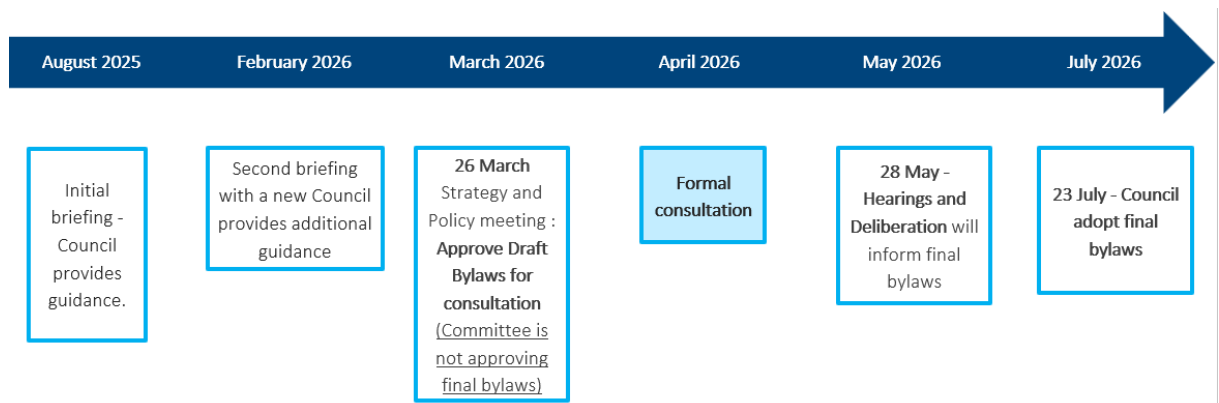 August 2025
February 2026
March 2026
April 2026
May 2026
July 2026
Initial
briefing -
Council
provides
guidance.
Second briefing
with a new Council
provides additional
guidance
26 March
Strategy and
Policy meeting :
Approve Draft
Bylaws for
consultation
(Committee is
not approving
final bylaws)
Formal
consultation
28 May -
Hearings and
Deliberation will
inform final
bylaws
23 July - Council
adopt final
bylaws